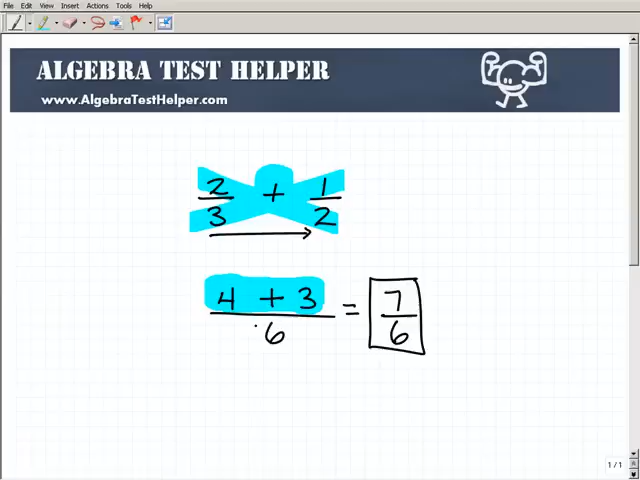 File Edit View Insert Actions Tools Help
ALGEBRA TEST HELPER
www.AlgebraTestHelper.com
2/3 + 1/2
(4 + 3)/6 = 7/6
1/1